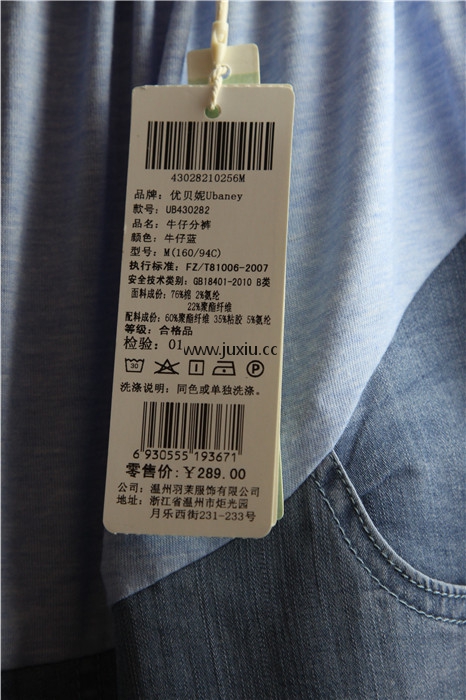 43028210256M
品牌：优贝妮Ubaney
款号：UB430282
品名：牛仔分裤
颜色：牛仔蓝
型号：M(160/94C)
执行标准：FZ/T81006-2007
安全技术类别：GB18401-2010 B类
面料成份：76%棉 2%氨纶
22%聚酯纤维
配料成份：60%聚酯纤维 35%粘胶 5%氨纶
等级：合格品
检验：01
www.juxiu.cc
30 P
洗涤说明：同色或单独洗涤。
6 930555 193671
零售价：￥289.00
公司：温州羽茉服饰有限公司
地址：浙江省温州市炬光园
月乐西街231-233号